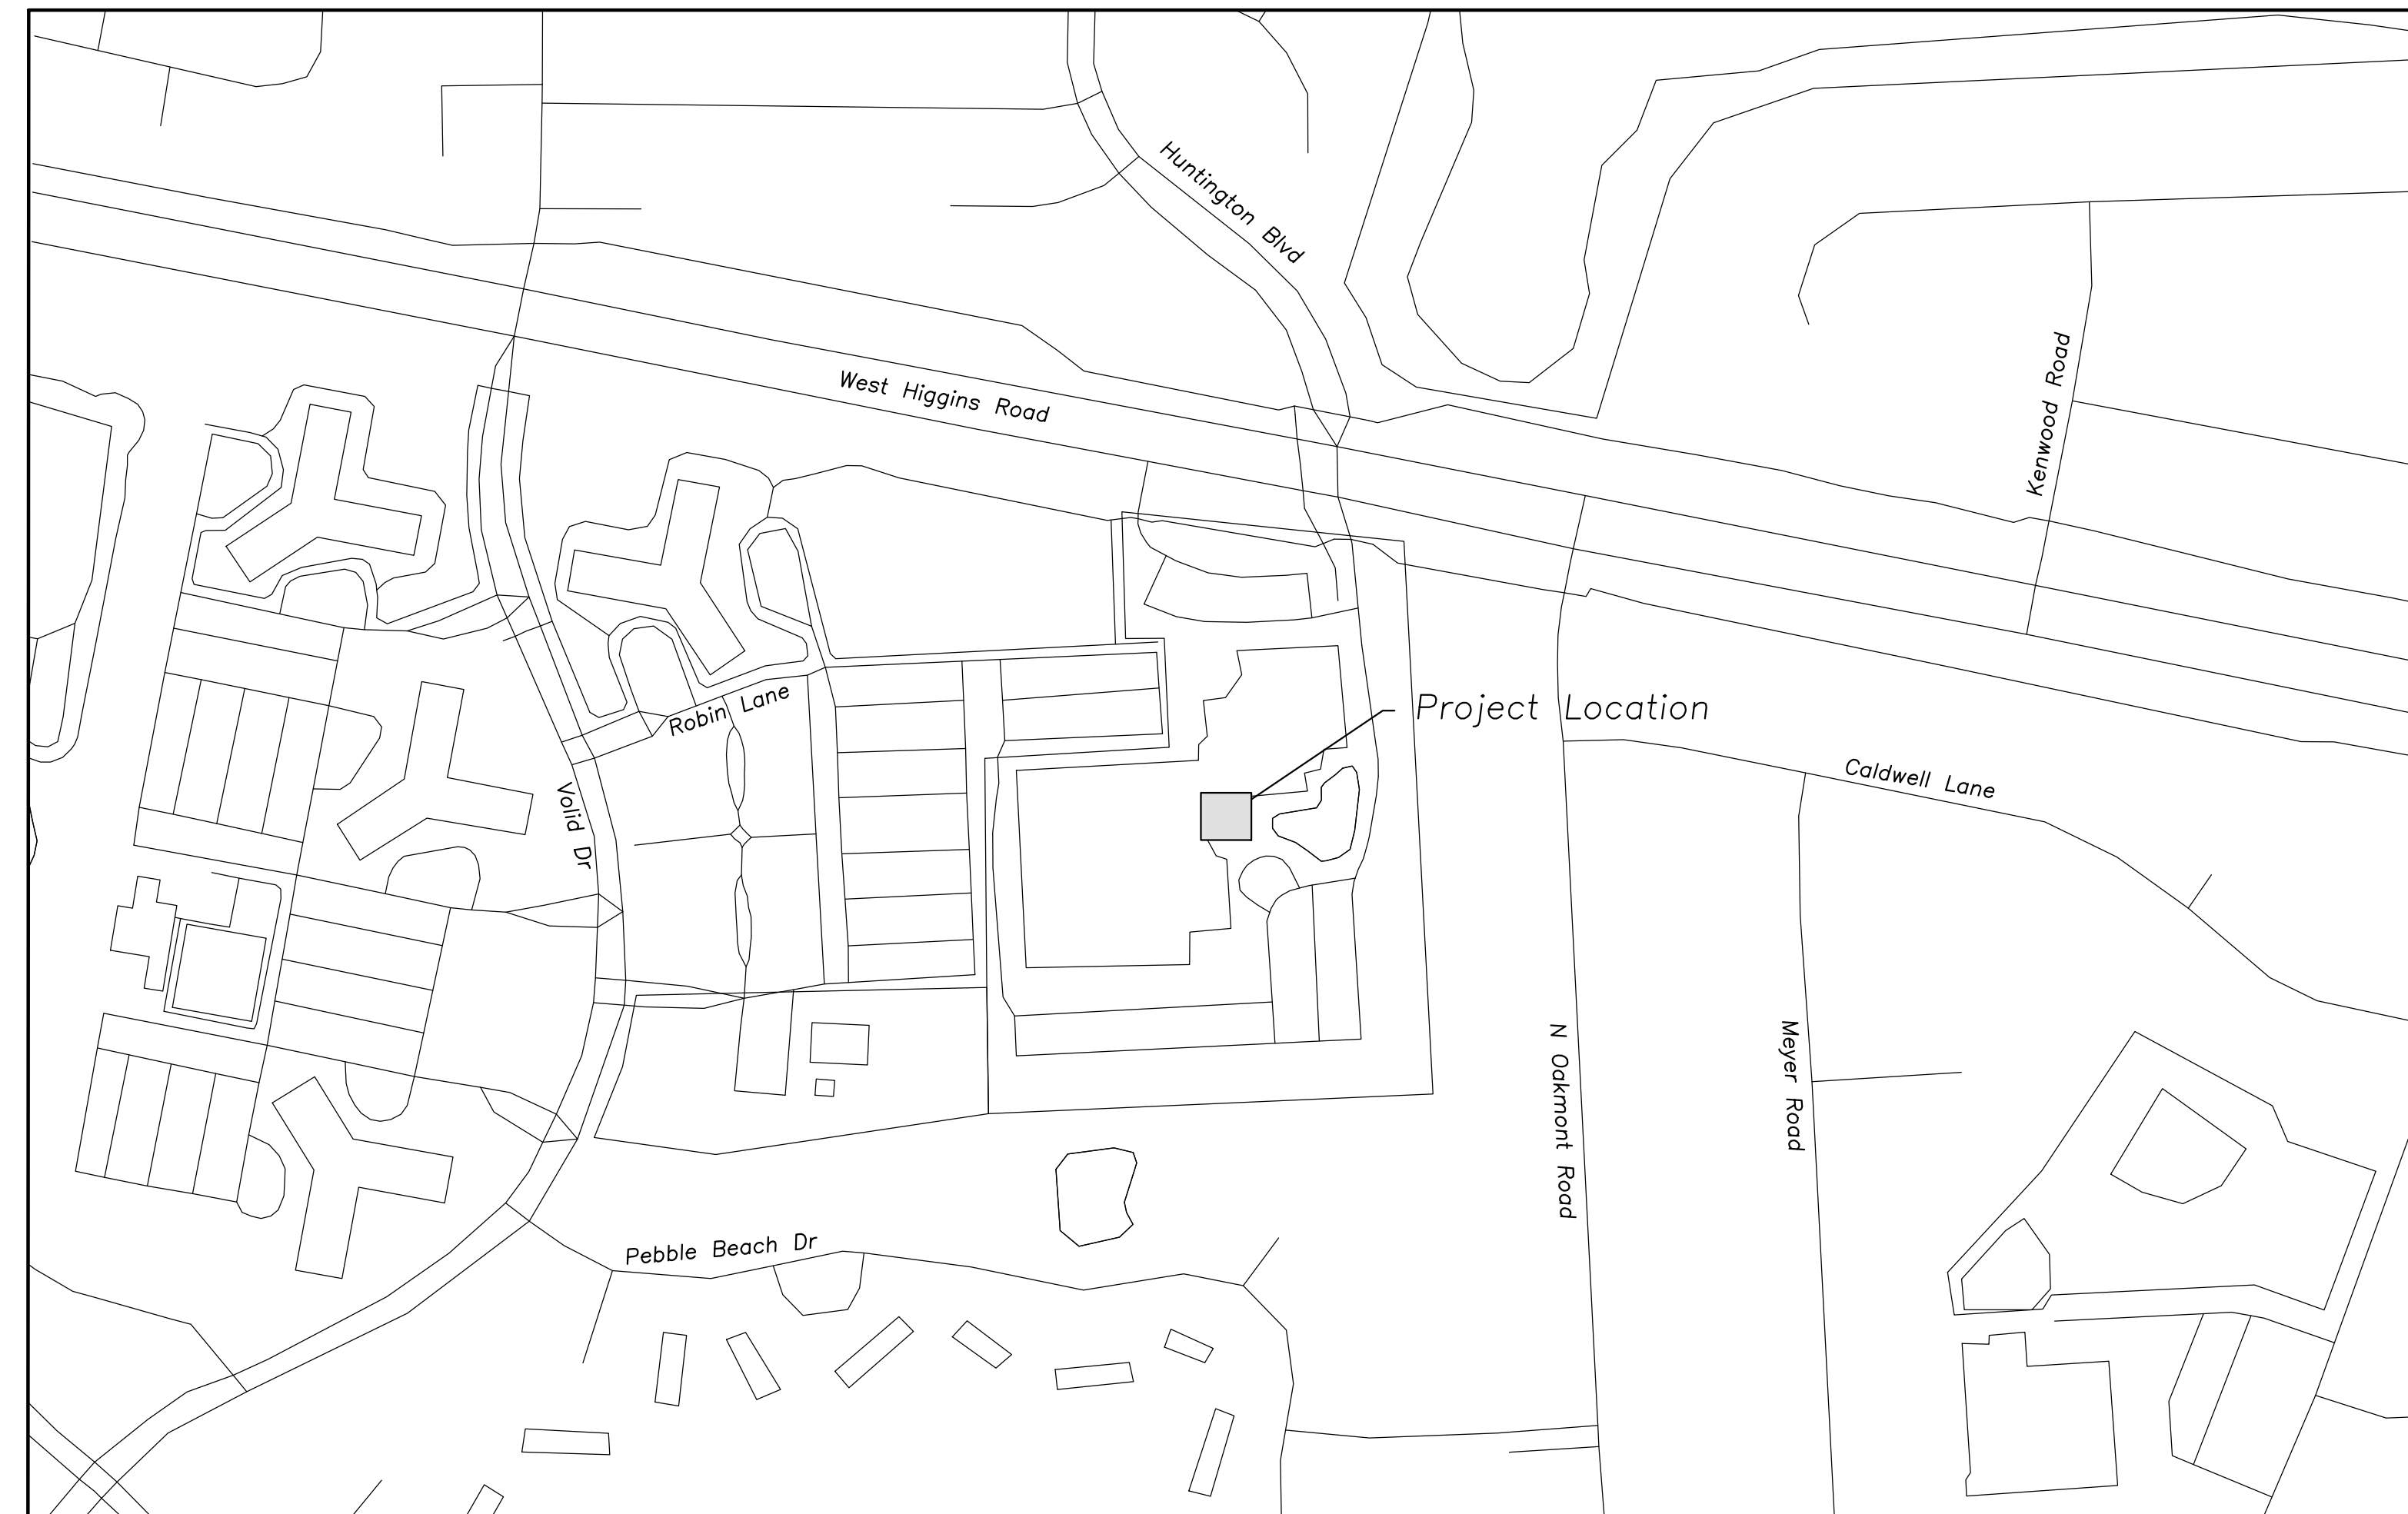 Huntington Blvd
West Higgins Road
Kenwood Road
Robin Lane
Project Location
Caldwell Lane
Volid Dr
N Oakmont Road
Meyer Road
Pebble Beach Dr